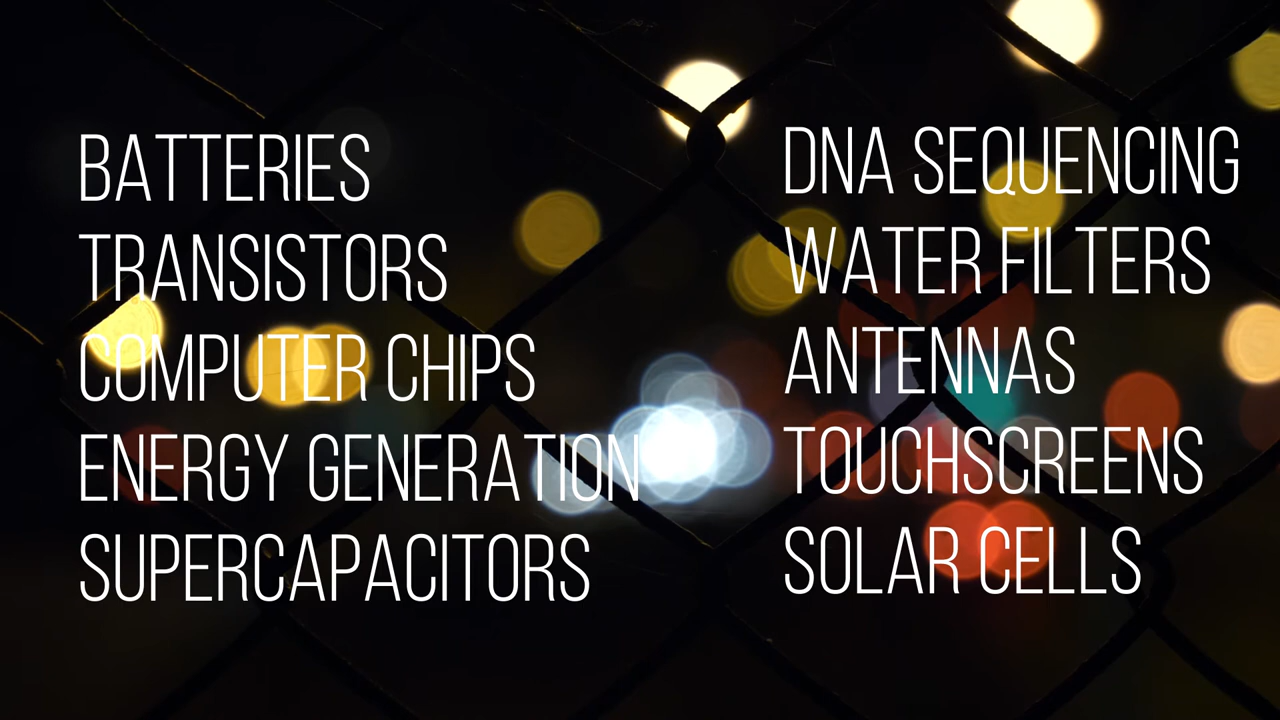 BATTERIES
TRANSISTORS
COMPUTER CHIPS
ENERGY GENERATION
SUPERCAPACITORS
DNA SEQUENCING
WATER FILTERS
ANTENNAS
TOUCHSCREENS
SOLAR CELLS